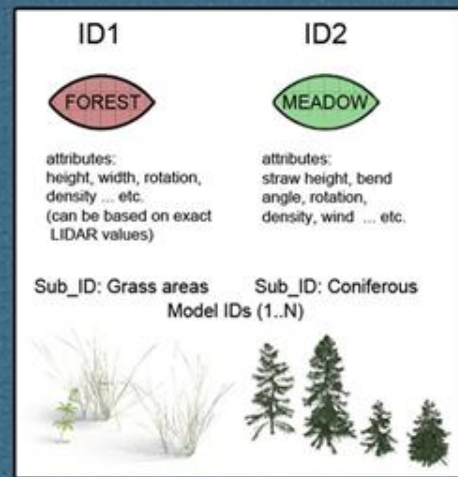 ID1
ID2
FOREST
MEADOW
attributes:
height, width, rotation,
density ... etc.
(can be based on exact
LIDAR values)
attributes:
straw height, bend
angle, rotation,
density, wind ... etc.
Sub_ID: Grass areas
Sub_ID: Coniferous
Model IDs (1..N)